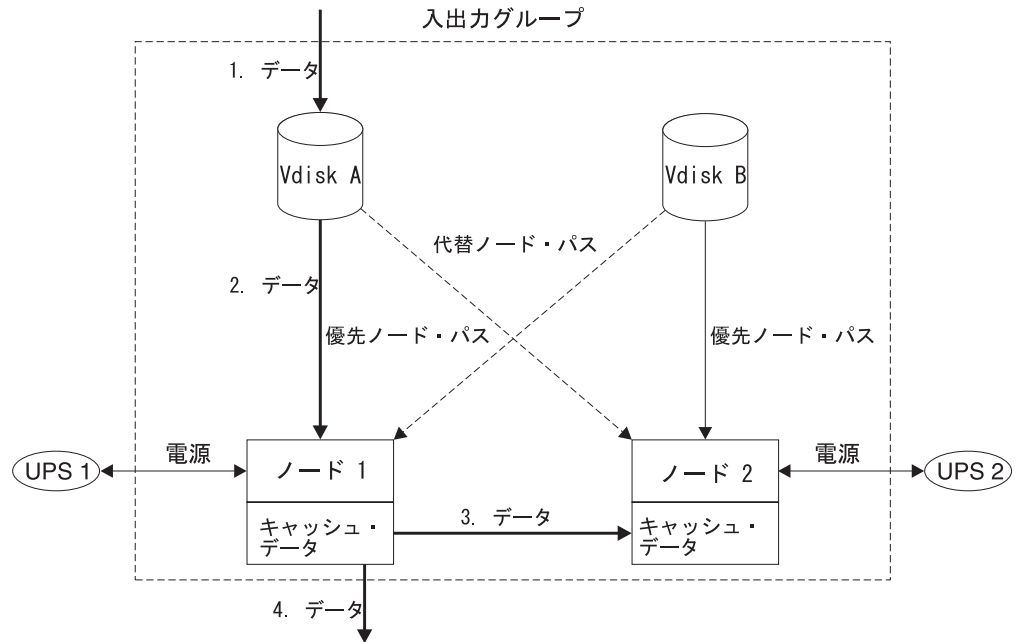 入出力グループ
1. データ
Vdisk A
Vdisk B
代替ノード・パス
2. データ
優先ノード・パス
優先ノード・パス
UPS 1
電源
ノード 1
ノード 2
電源
UPS 2
キャッシュ・
データ
3. データ
キャッシュ・
データ
4. データ